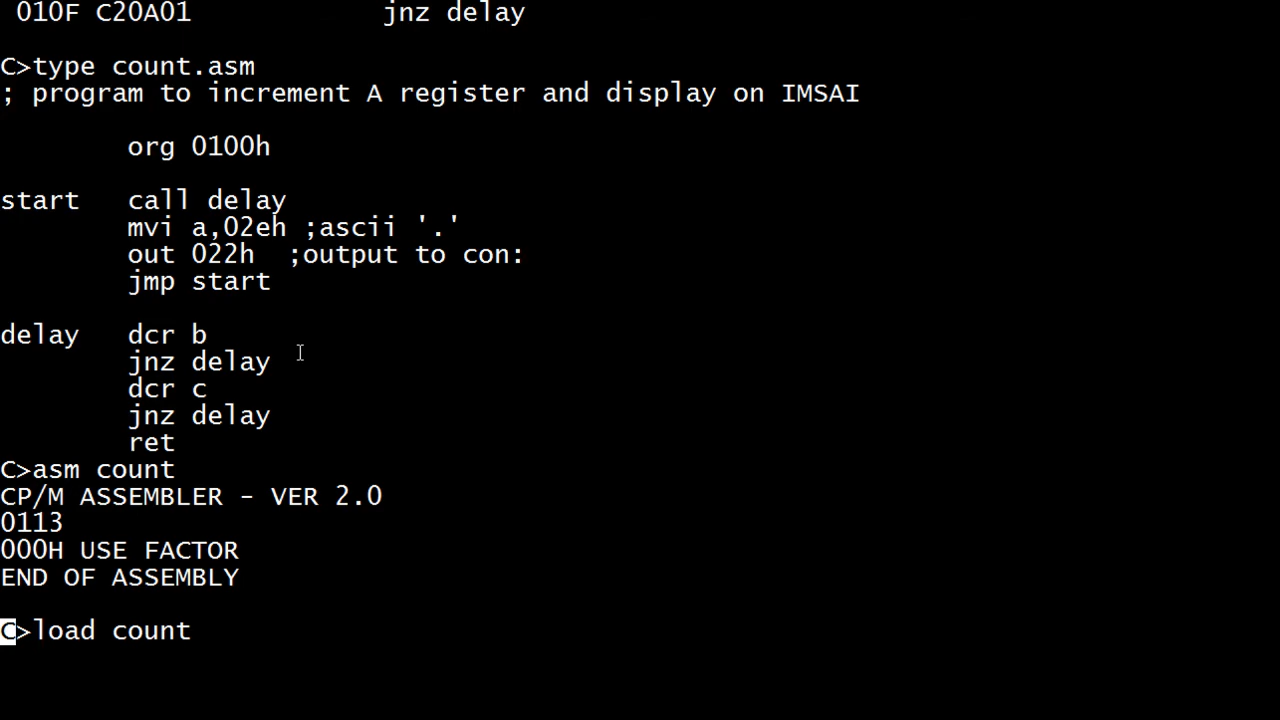 010F C20A01 jnz delay
C>type count.asm
; program to increment A register and display on IMSAI
org 0100h
start call delay
mvi a,02eh ;ascii '.'
out 022h ;output to con:
jmp start
delay dcr b
jnz delay
dcr c
jnz delay
ret
C>asm count
CP/M ASSEMBLER - VER 2.0
0113
000H USE FACTOR
END OF ASSEMBLY
C>load count